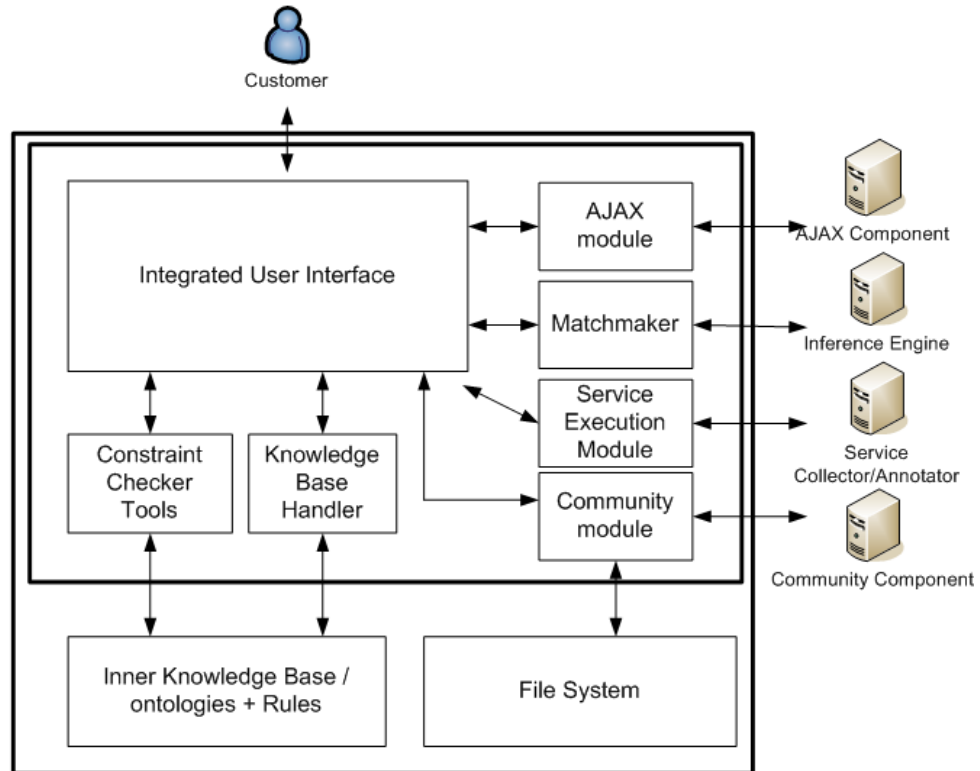 Customer
Integrated User Interface
AJAX
module
AJAX Component
Matchmaker
Inference Engine
Service
Execution
Module
Service
Collector/Annotator
Constraint
Checker
Tools
Knowledge
Base
Handler
Community
module
Community Component
Inner Knowledge Base /
ontologies + Rules
File System